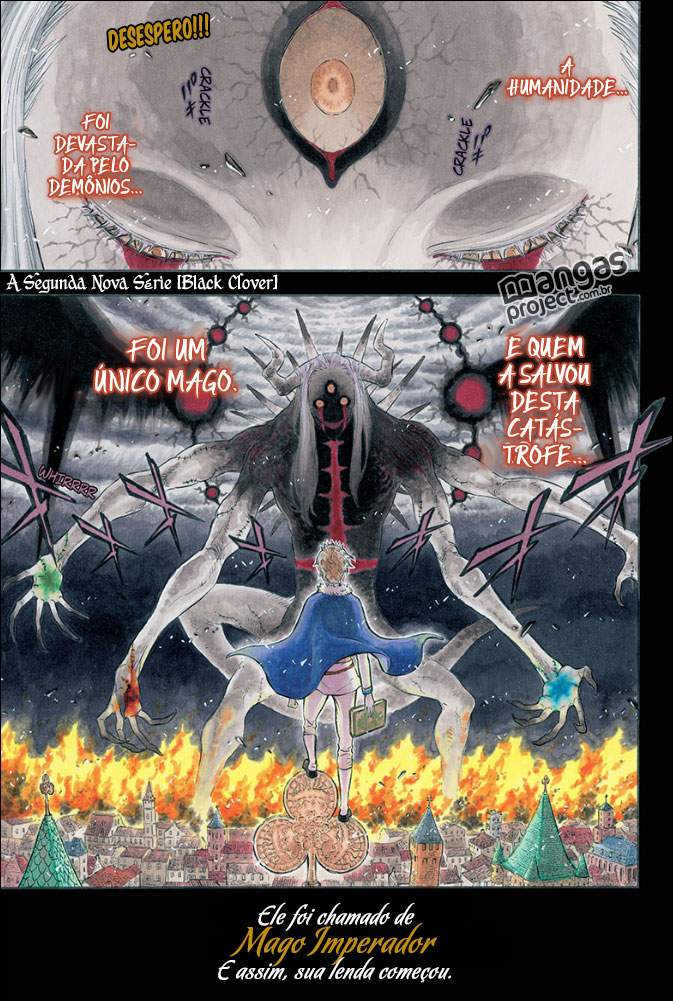 DESESPERO!!!
A
HUMANIDADE...
CRACKLE
CRACKLE
FOI
DEVASTA-
DA PELO
DEMÔNIOS...
A Segunda Nova Série [Black Clover]
mangas
project.com.br
FOI UM
ÚNICO MAGO.
E QUEM
A SALVOU
DESTA
CATÁS-
TROFE...
WHIRRRR
Ele foi chamado de
Mago Imperador
E assim, sua lenda começou.